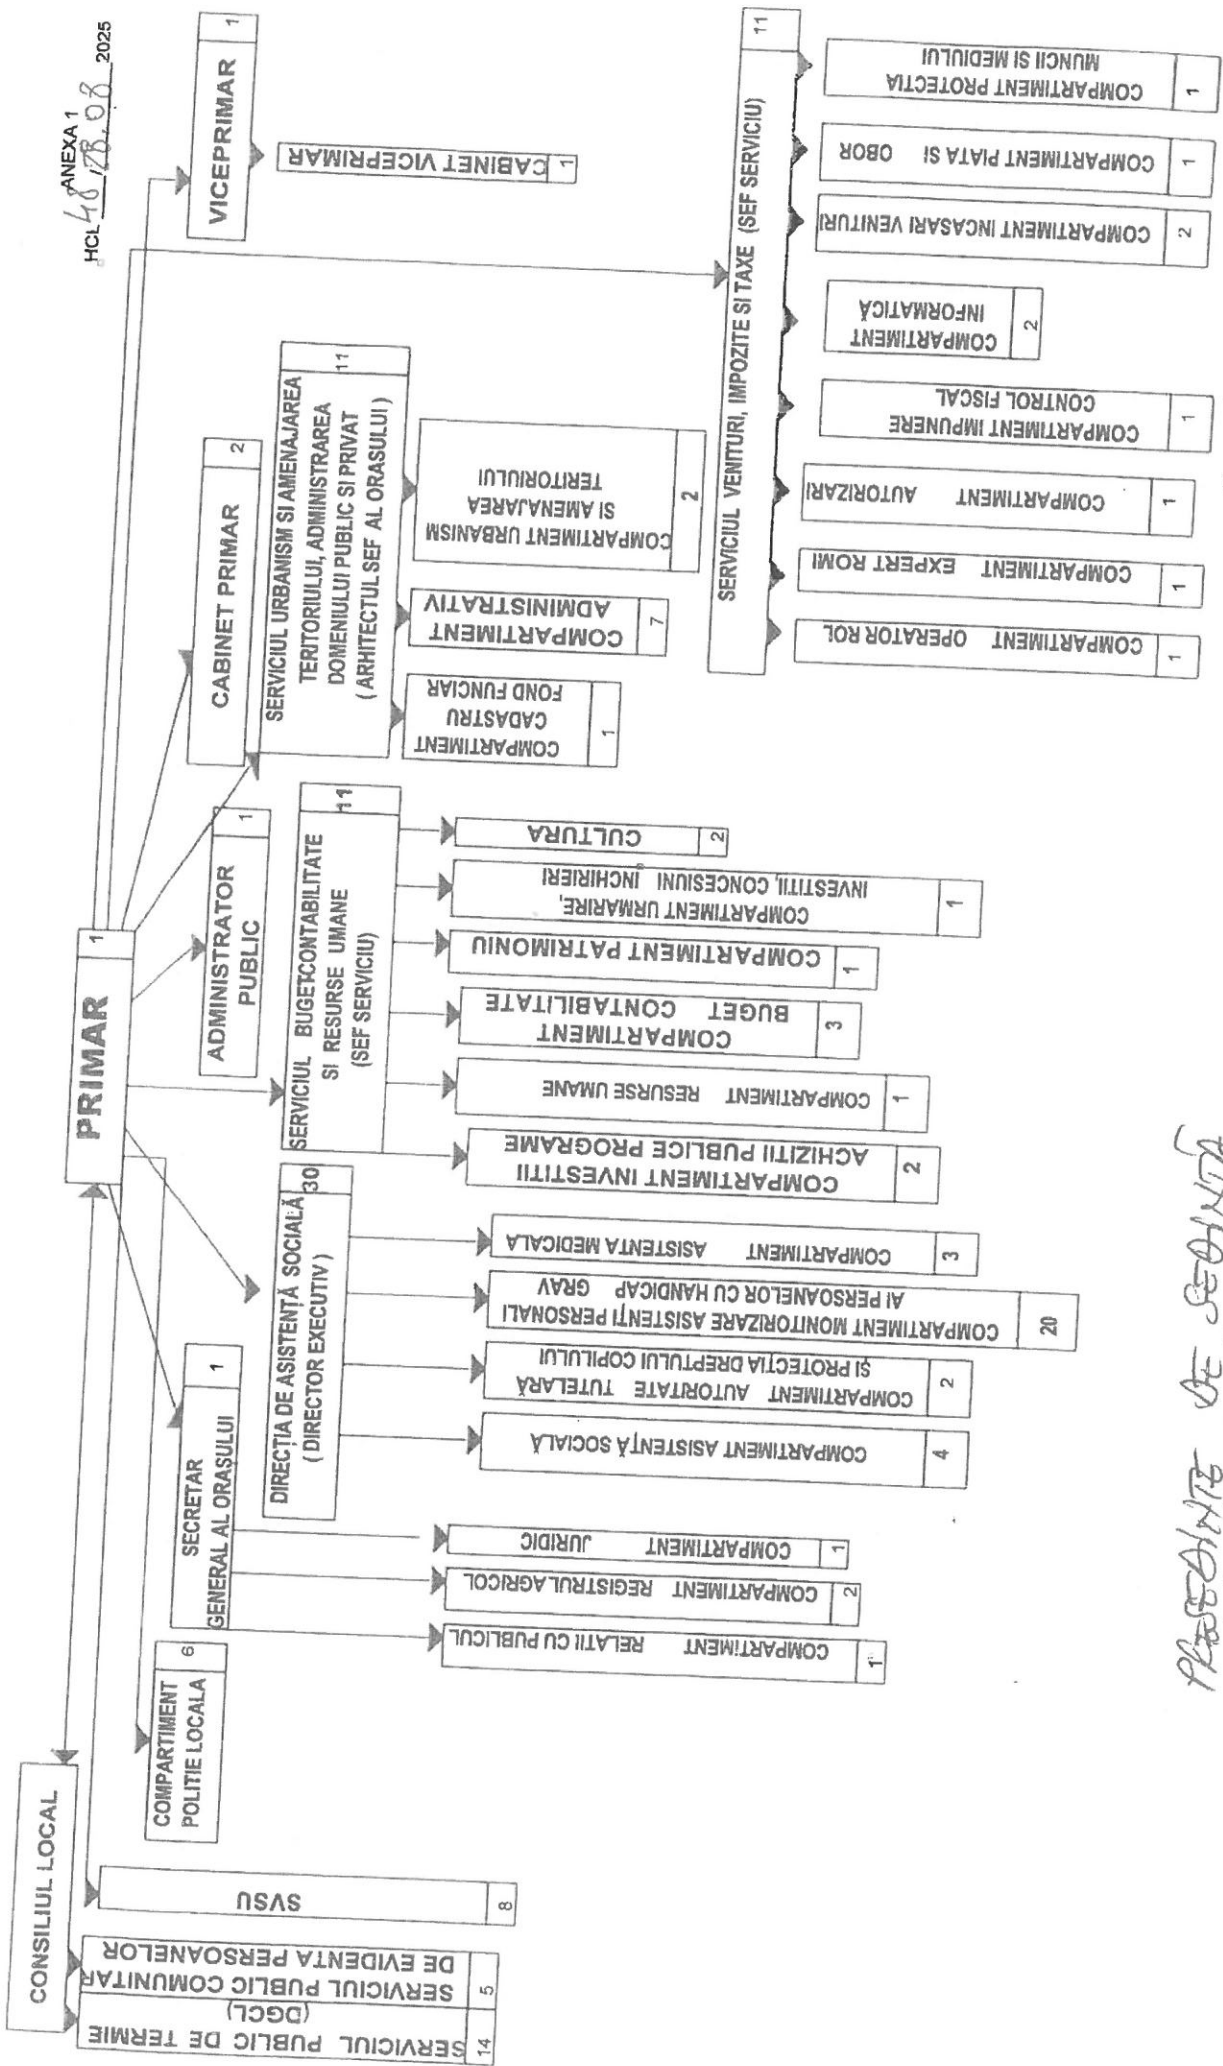 ANEXA 1
HCL 48 / 28.08 2025
CONSILIUL LOCAL
PRIMAR
1
VICEPRIMAR
1
CABINET VICEPRIMAR
1
CABINET PRIMAR
2
ADMINISTRATOR
PUBLIC
1
SECRETAR
GENERAL AL ORAȘULUI
1
COMPARTIMENT
POLITIE LOCALA
6
SVSU
8
SERVICIUL PUBLIC COMUNITAR
DE EVIDENTA PERSOANELOR
5
SERVICIUL PUBLIC DE TERMIE
(DGCL)
14
COMPARTIMENT RELATII CU PUBLICUL
1
COMPARTIMENT REGISTRUL AGRICOL
2
COMPARTIMENT JURIDIC
1
DIRECȚIA DE ASISTENȚĂ SOCIALĂ
( DIRECTOR EXECUTIV )
30
COMPARTIMENT ASISTENȚĂ SOCIALĂ
4
COMPARTIMENT AUTORITATE TUTELARĂ
ȘI PROTECȚIA DREPTULUI COPILULUI
2
COMPARTIMENT MONITORIZARE ASISTENȚI PERSONALI
AI PERSOANELOR CU HANDICAP GRAV
20
COMPARTIMENT ASISTENTA MEDICALA
3
SERVICIUL BUGET-CONTABILITATE
SI RESURSE UMANE
(SEF SERVICIU)
11
COMPARTIMENT INVESTITII
ACHIZITII PUBLICE PROGRAME
2
COMPARTIMENT RESURSE UMANE
1
COMPARTIMENT
BUGET CONTABILITATE
3
COMPARTIMENT PATRIMONIU
1
COMPARTIMENT URMARIRE,
INVESTITII, CONCESIUNI INCHIRIERI
1
CULTURA
2
SERVICIUL URBANISM SI AMENAJAREA
TERITORIULUI, ADMINISTRAREA
DOMENIULUI PUBLIC SI PRIVAT
( ARHITECTUL SEF AL ORASULUI )
11
COMPARTIMENT
CADASTRU
FOND FUNCIAR
1
COMPARTIMENT
ADMINISTRATIV
7
COMPARTIMENT URBANISM
SI AMENAJAREA
TERITORIULUI
2
SERVICIUL VENITURI, IMPOZITE SI TAXE (SEF SERVICIU)
11
COMPARTIMENT OPERATOR ROL
1
COMPARTIMENT EXPERT ROMI
1
COMPARTIMENT AUTORIZARI
1
COMPARTIMENT IMPUNERE
CONTROL FISCAL
1
COMPARTIMENT
INFORMATICĂ
2
COMPARTIMENT INCASARI VENITURI
2
COMPARTIMENT PIATA SI OBOR
1
COMPARTIMENT PROTECTIA
MUNCII SI MEDIULUI
1
DE SEDINTĂ